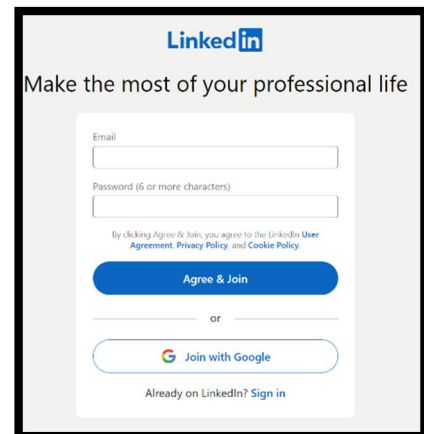 Linked in
Make the most of your professional life
Email
Password (6 or more characters)
By clicking Agree & Join, you agree to the LinkedIn User
Agreement, Privacy Policy, and Cookie Policy.
Agree & Join
or
G Join with Google
Already on LinkedIn? Sign in